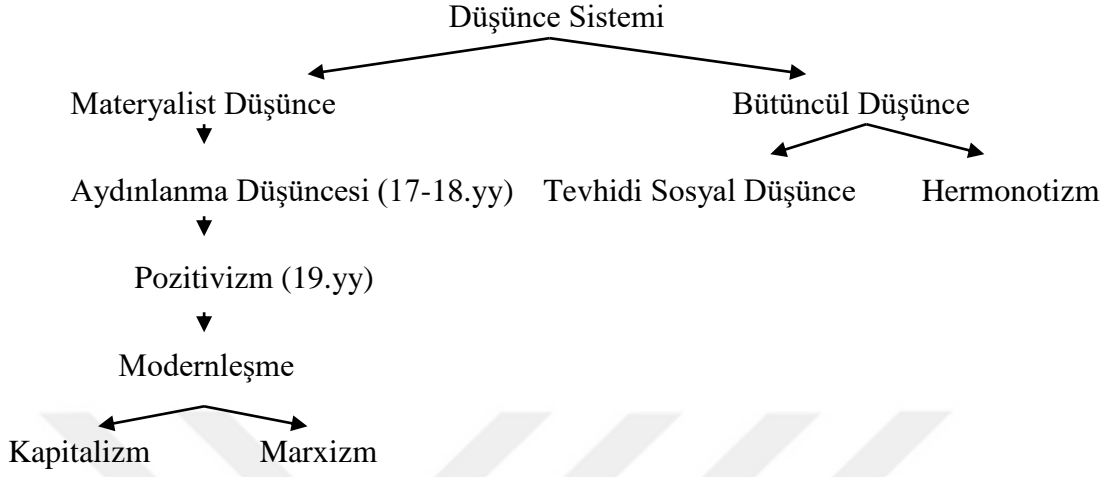 Düşünce Sistemi
Materyalist Düşünce Bütüncül Düşünce
Aydınlanma Düşüncesi (17-18.yy) Tevhidi Sosyal Düşünce Hermonotizm
Pozitivizm (19.yy)
Modernleşme
Kapitalizm Marxizm